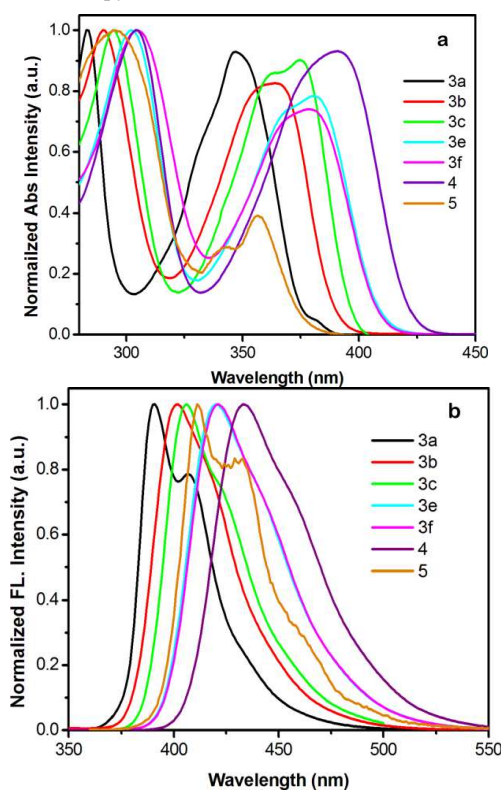 a
1.0
0.8
0.6
0.4
0.2
0.0
Normalized Abs Intensity (a.u.)
3a
3b
3c
3e
3f
4
5
300 350 400 450
Wavelength (nm)
b
1.0
0.8
0.6
0.4
0.2
0.0
Normalized FL. Intensity (a.u.)
3a
3b
3c
3e
3f
4
5
350 400 450 500 550
Wavelength (nm)